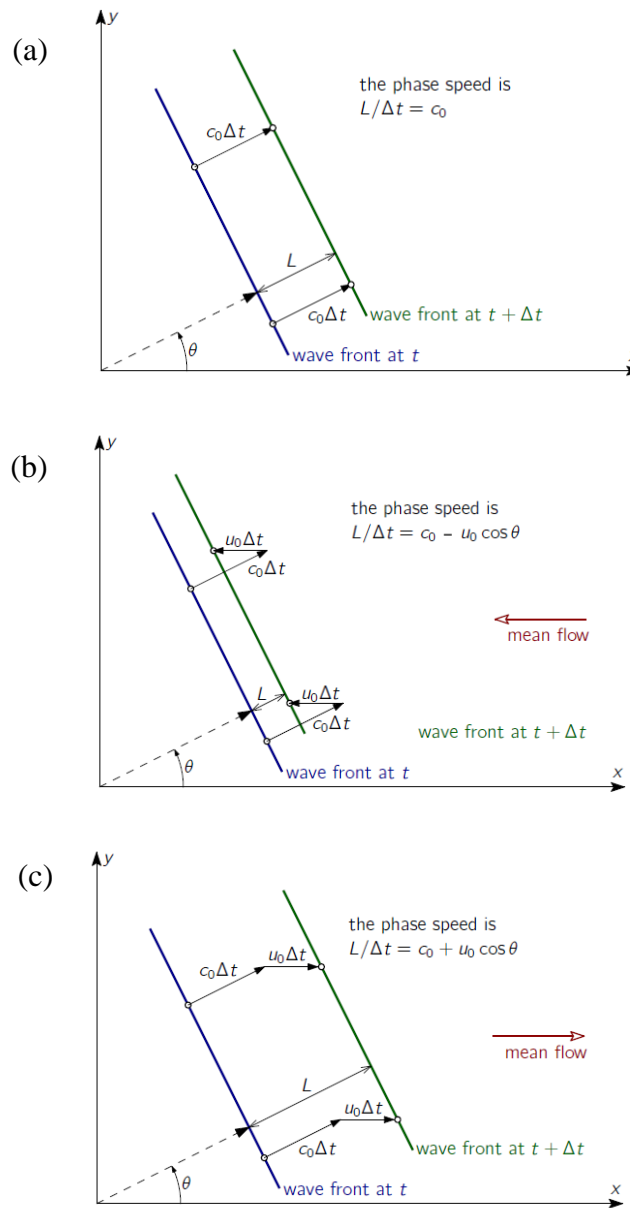 (a)
y
the phase speed is
L/Δt = c₀
c₀Δt
L
c₀Δt
wave front at t + Δt
θ
wave front at t
(b)
y
the phase speed is
L/Δt = c₀ − u₀ cos θ
u₀Δt
c₀Δt
mean flow
L
u₀Δt
c₀Δt
wave front at t + Δt
θ
wave front at t
x
(c)
y
the phase speed is
L/Δt = c₀ + u₀ cos θ
c₀Δt
u₀Δt
mean flow
L
u₀Δt
c₀Δt
wave front at t + Δt
θ
wave front at t
x